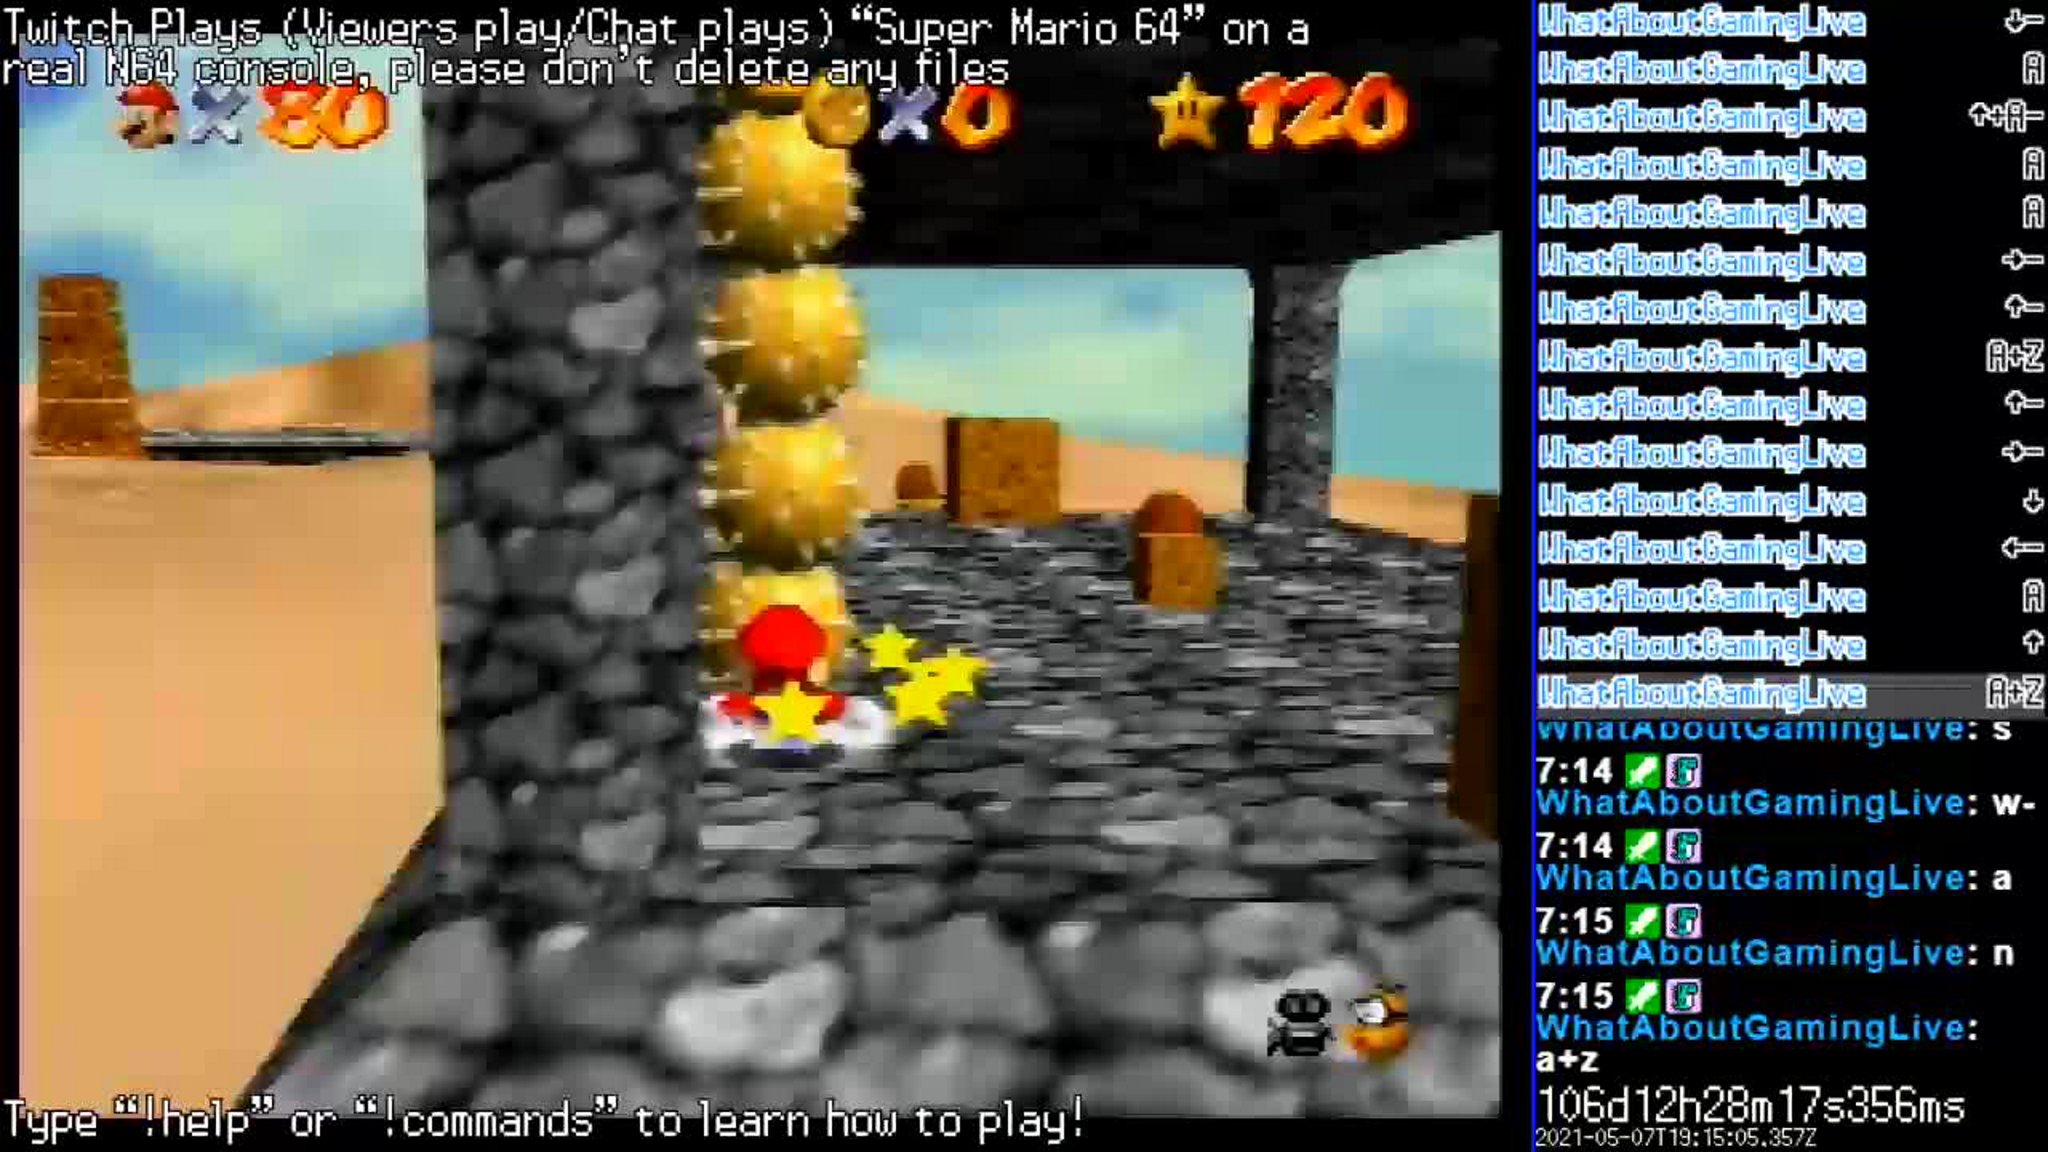 Twitch Plays (Viewers play/Chat plays) “Super Mario 64” on a
real N64 console, please don't delete any files
80 × 0 120
WhatAboutGamingLive
WhatAboutGamingLive A
WhatAboutGamingLive ↑+A-
WhatAboutGamingLive A
WhatAboutGamingLive A
WhatAboutGamingLive
WhatAboutGamingLive ↑-
WhatAboutGamingLive A+Z
WhatAboutGamingLive ↑-
WhatAboutGamingLive
WhatAboutGamingLive ↓
WhatAboutGamingLive
WhatAboutGamingLive A
WhatAboutGamingLive ↑
WhatAboutGamingLive A+Z
WhatAboutGamingLive: s
7:14
WhatAboutGamingLive: w-
7:14
WhatAboutGamingLive: a
7:15
WhatAboutGamingLive: n
7:15
WhatAboutGamingLive:
a+z
106d12h28m17s356ms
2021-05-07T19:15:05.357Z
Type “!help” or “!commands” to learn how to play!